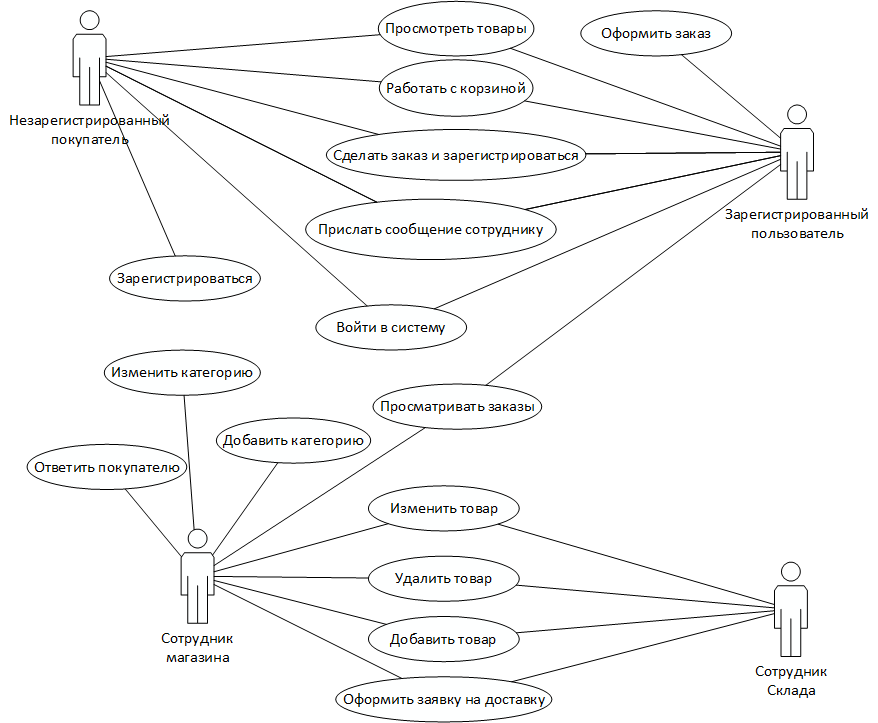 Просмотреть товары
Оформить заказ
Работать с корзиной
Незарегистрированный
покупатель
Сделать заказ и зарегистрироваться
Зарегистрированный
пользователь
Прислать сообщение сотруднику
Зарегистрироваться
Войти в систему
Изменить категорию
Просматривать заказы
Добавить категорию
Ответить покупателю
Изменить товар
Удалить товар
Добавить товар
Сотрудник
магазина
Сотрудник
Склада
Оформить заявку на доставку